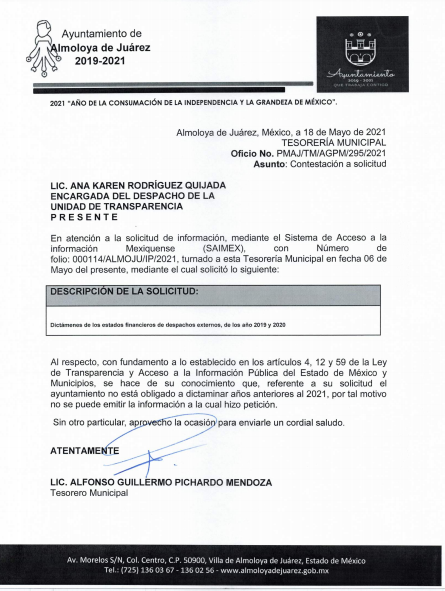 Ayuntamiento de
Almoloya de Juárez
2019-2021
Ayuntamiento
2019 - 2021
QUE TRABAJA CONTIGO
2021 "AÑO DE LA CONSUMACIÓN DE LA INDEPENDENCIA Y LA GRANDEZA DE MÉXICO".
Almoloya de Juárez, México, a 18 de Mayo de 2021
TESORERÍA MUNICIPAL
Oficio No. PMAJ/TM/AGPM/295/2021
Asunto: Contestación a solicitud
LIC. ANA KAREN RODRÍGUEZ QUIJADA
ENCARGADA DEL DESPACHO DE LA
UNIDAD DE TRANSPARENCIA
P R E S E N T E
En atención a la solicitud de información, mediante el Sistema de Acceso a la
información Mexiquense (SAIMEX), con Número de
folio: 000114/ALMOJU/IP/2021, turnado a esta Tesorería Municipal en fecha 06 de
Mayo del presente, mediante el cual solicitó lo siguiente:
DESCRIPCIÓN DE LA SOLICITUD:
Dictámenes de los estados financieros de despachos externos, de los año 2019 y 2020
Al respecto, con fundamento a lo establecido en los artículos 4, 12 y 59 de la Ley
de Transparencia y Acceso a la Información Pública del Estado de México y
Municipios, se hace de su conocimiento que, referente a su solicitud el
ayuntamiento no está obligado a dictaminar años anteriores al 2021, por tal motivo
no se puede emitir la información a la cual hizo petición.
Sin otro particular, aprovecho la ocasión para enviarle un cordial saludo.
ATENTAMENTE
LIC. ALFONSO GUILLERMO PICHARDO MENDOZA
Tesorero Municipal
Av. Morelos S/N, Col. Centro, C.P. 50900, Villa de Almoloya de Juárez, Estado de México
Tel.: (725) 136 03 67 - 136 02 56 - www.almoloyadejuarez.gob.mx